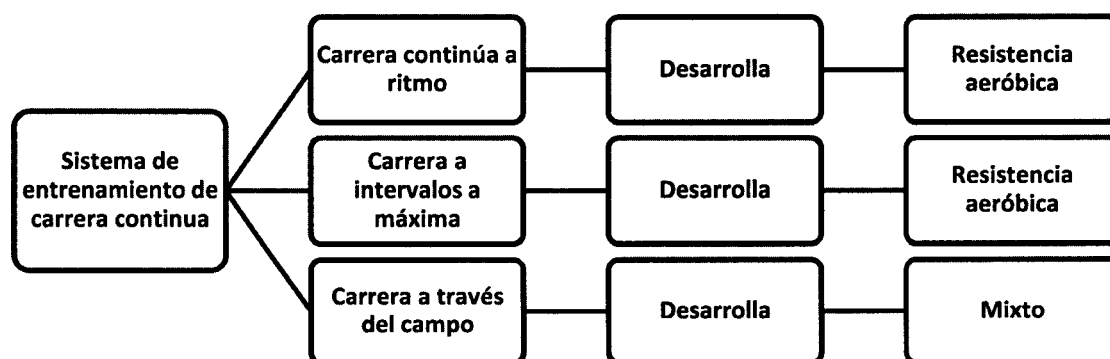 Sistema de
entrenamiento de
carrera continua
Carrera continúa a
ritmo
Desarrolla
Resistencia
aeróbica
Carrera a
intervalos a
máxima
Desarrolla
Resistencia
aeróbica
Carrera a través
del campo
Desarrolla
Mixto